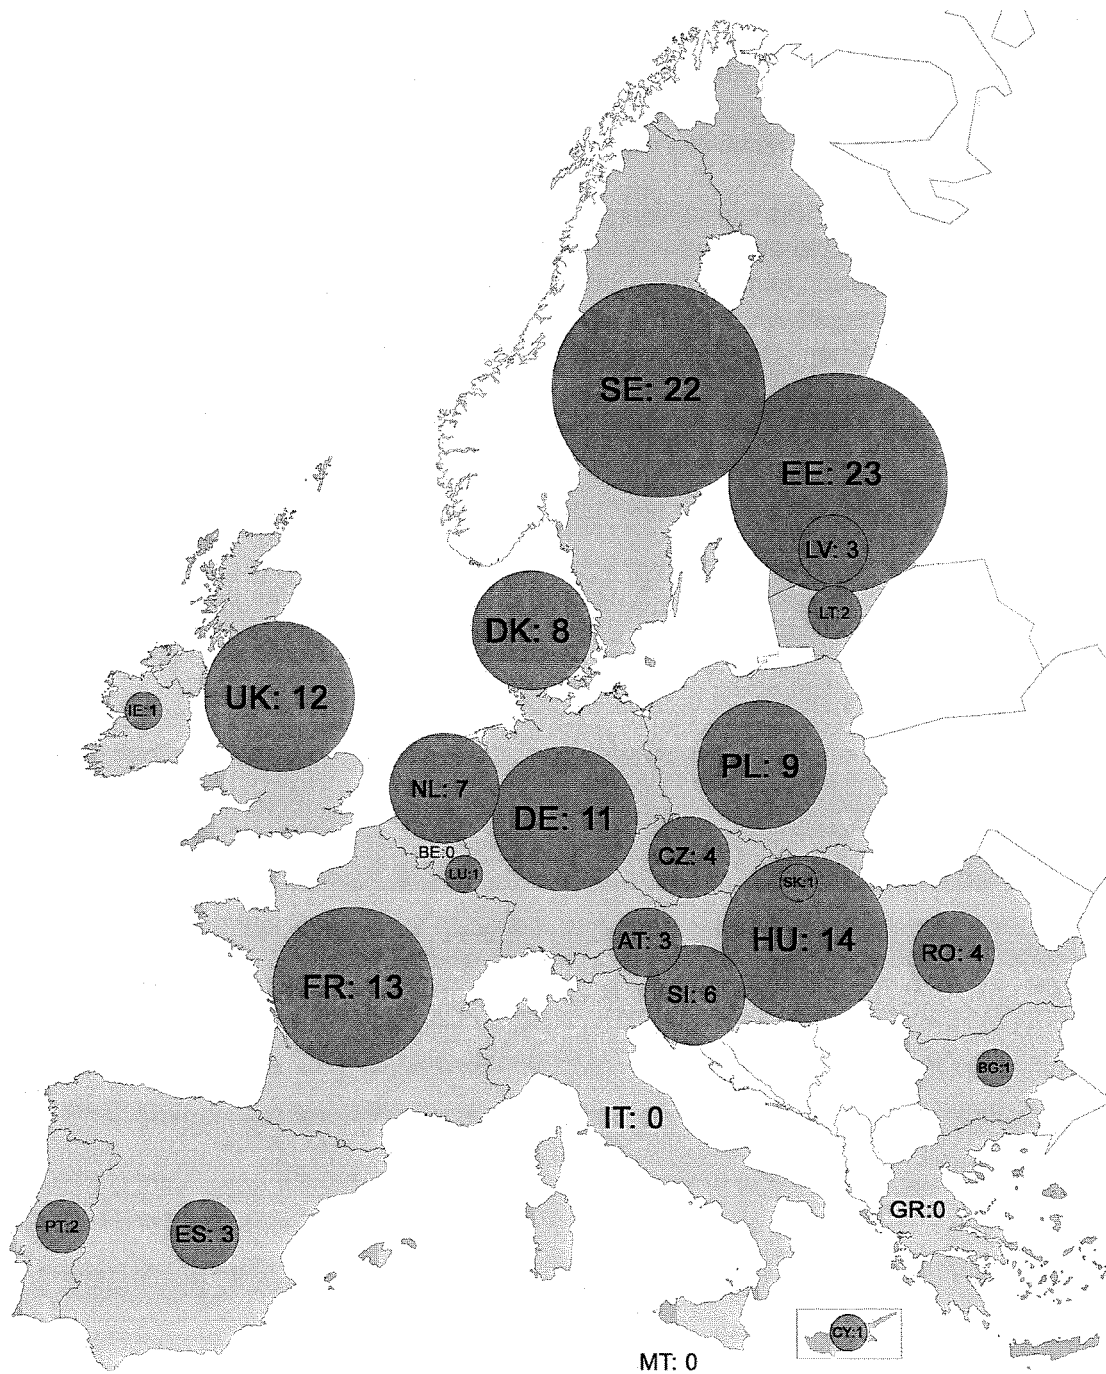 SE: 22
EE: 23
LV: 3
LT:2
DK: 8
UK: 12
IE:1
PL: 9
NL: 7
DE: 11
BE:0
LU:1
CZ: 4
SK:1
HU: 14
AT: 3
SI: 6
RO: 4
FR: 13
BG:1
IT: 0
PT:2
ES: 3
GR:0
CY:1
MT: 0